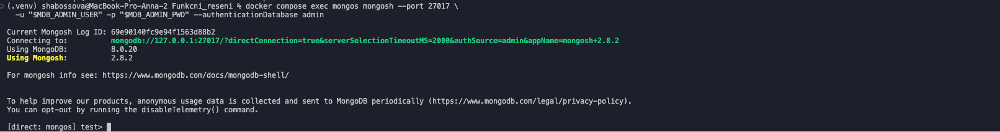 (.venv) shabossova@MacBook-Pro-Anna-2 Funkcni_reseni % docker compose exec mongos mongosh --port 27017 \
-u "$MDB_ADMIN_USER" -p "$MDB_ADMIN_PWD" --authenticationDatabase admin
Current Mongosh Log ID: 69e90140fc9e94f1563d88b2
Connecting to: mongodb://127.0.0.1:27017/?directConnection=true&serverSelectionTimeoutMS=2000&authSource=admin&appName=mongosh+2.8.2
Using MongoDB: 8.0.20
Using Mongosh: 2.8.2
For mongosh info see: https://www.mongodb.com/docs/mongodb-shell/
To help improve our products, anonymous usage data is collected and sent to MongoDB periodically (https://www.mongodb.com/legal/privacy-policy).
You can opt-out by running the disableTelemetry() command.
[direct: mongos] test>